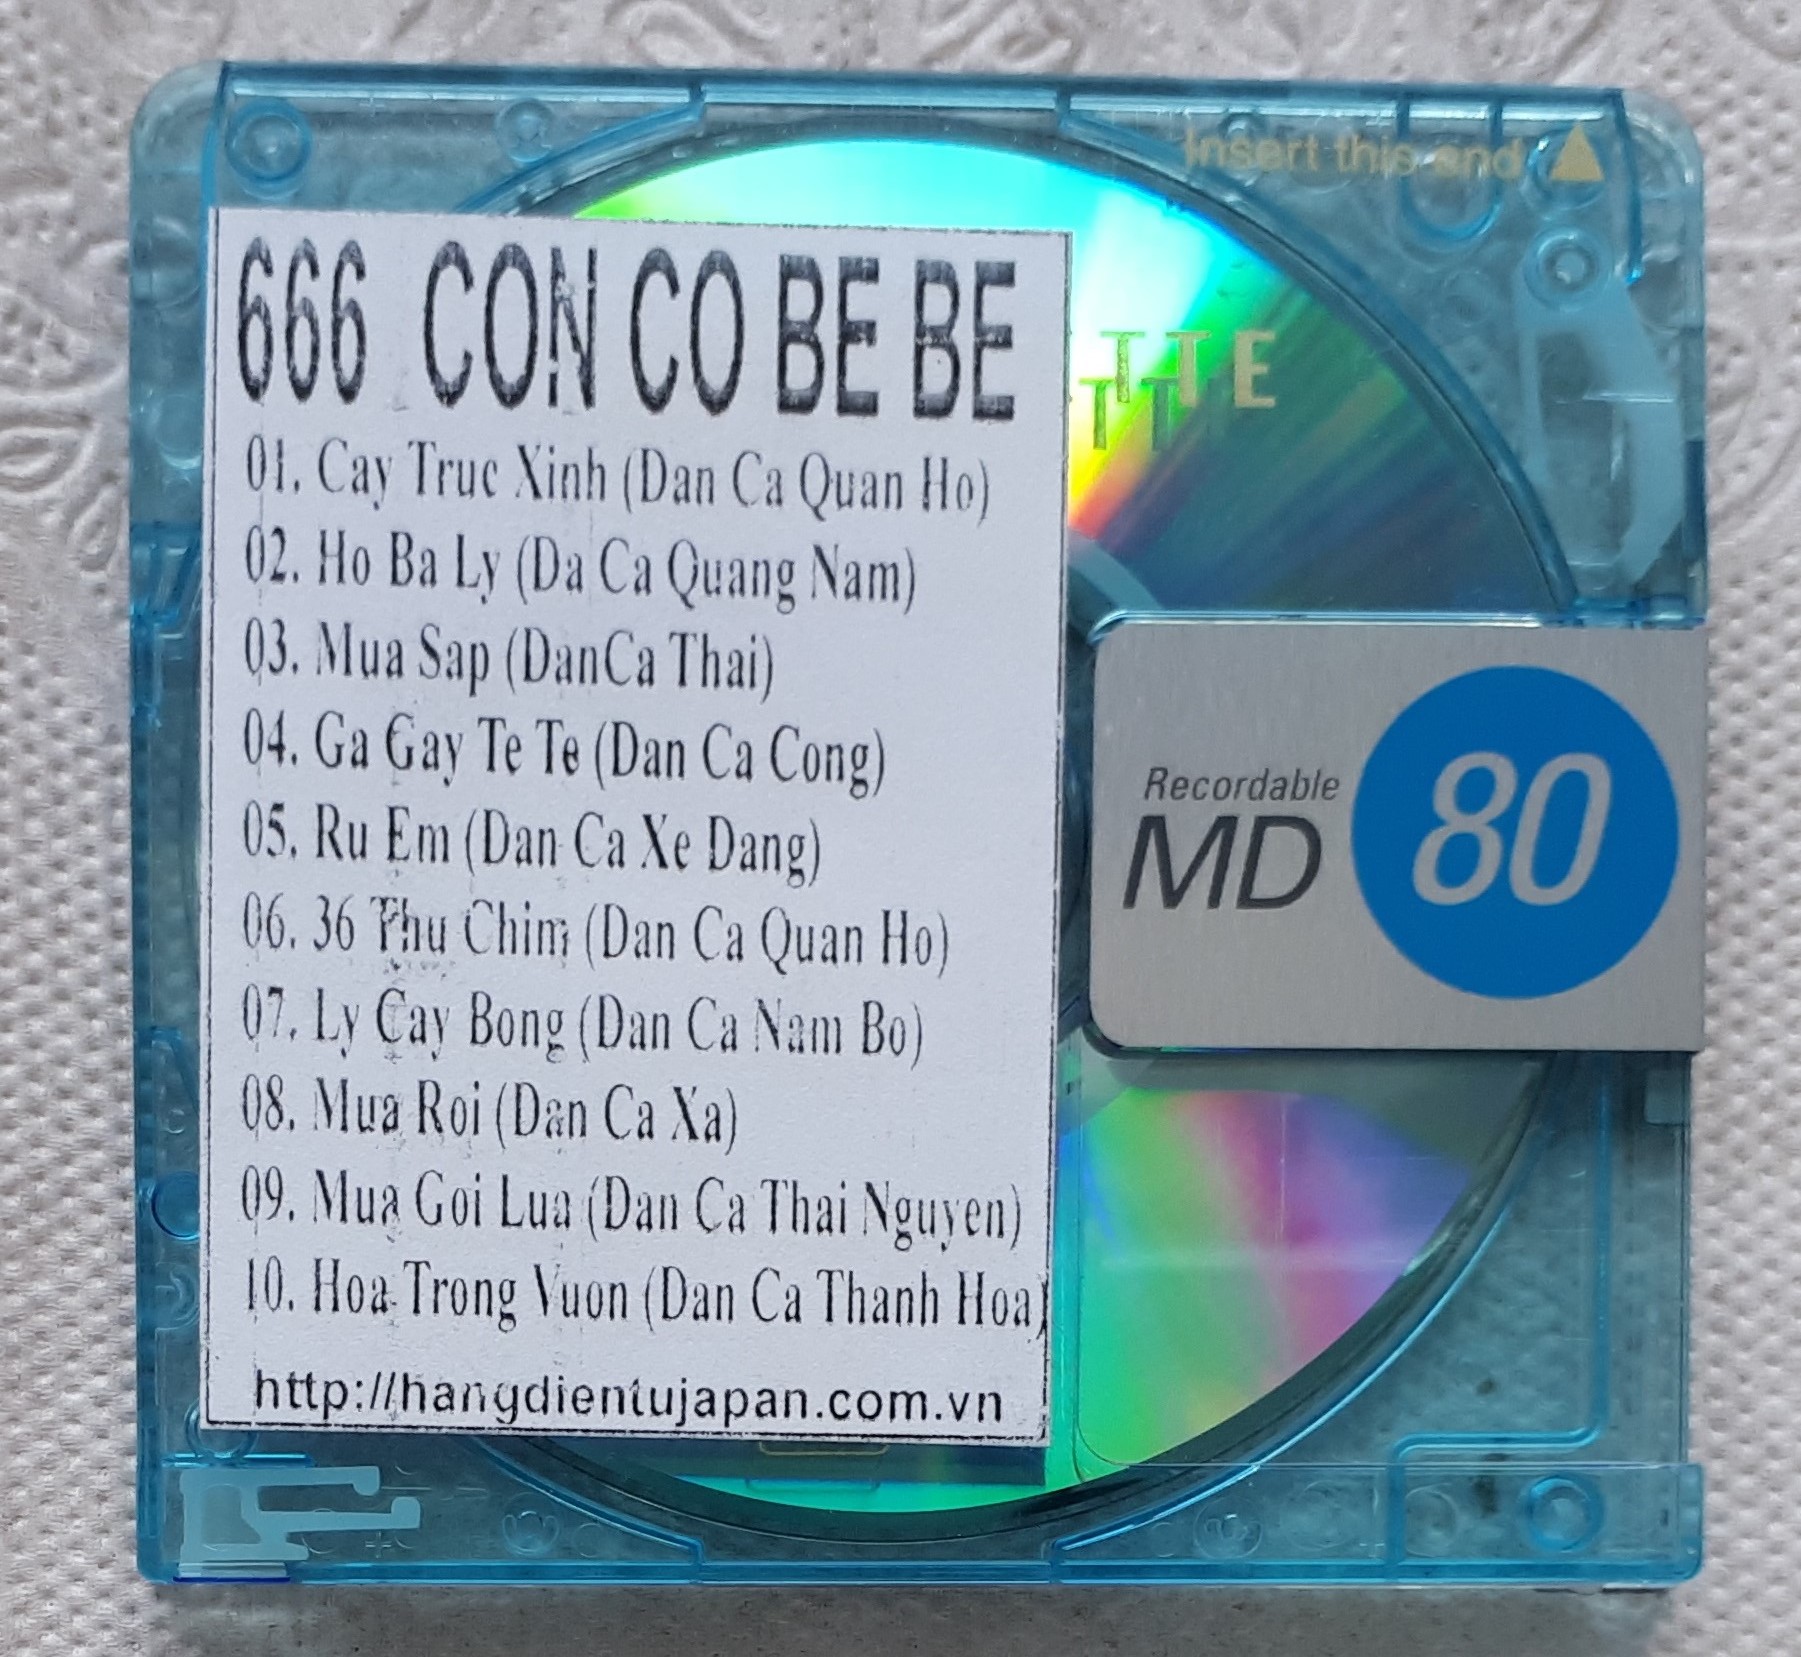 Insert this end
666 CON CO BE BE
TTE
01. Cay Truc Xinh (Dan Ca Quan Ho)
02. Ho Ba Ly (Da Ca Quang Nam)
03. Mua Sap (DanCa Thai)
04. Ga Gay Te Te (Dan Ca Cong)
05. Ru Em (Dan Ca Xe Dang)
06. 36 Thu Chim (Dan Ca Quan Ho)
07. Ly Cay Bong (Dan Ca Nam Bo)
08. Mua Roi (Dan Ca Xa)
09. Mua Goi Lua (Dan Ca Thai Nguyen)
10. Hoa Trong Vuon (Dan Ca Thanh Hoa)
http://hangdientujapan.com.vn
Recordable
MD 80